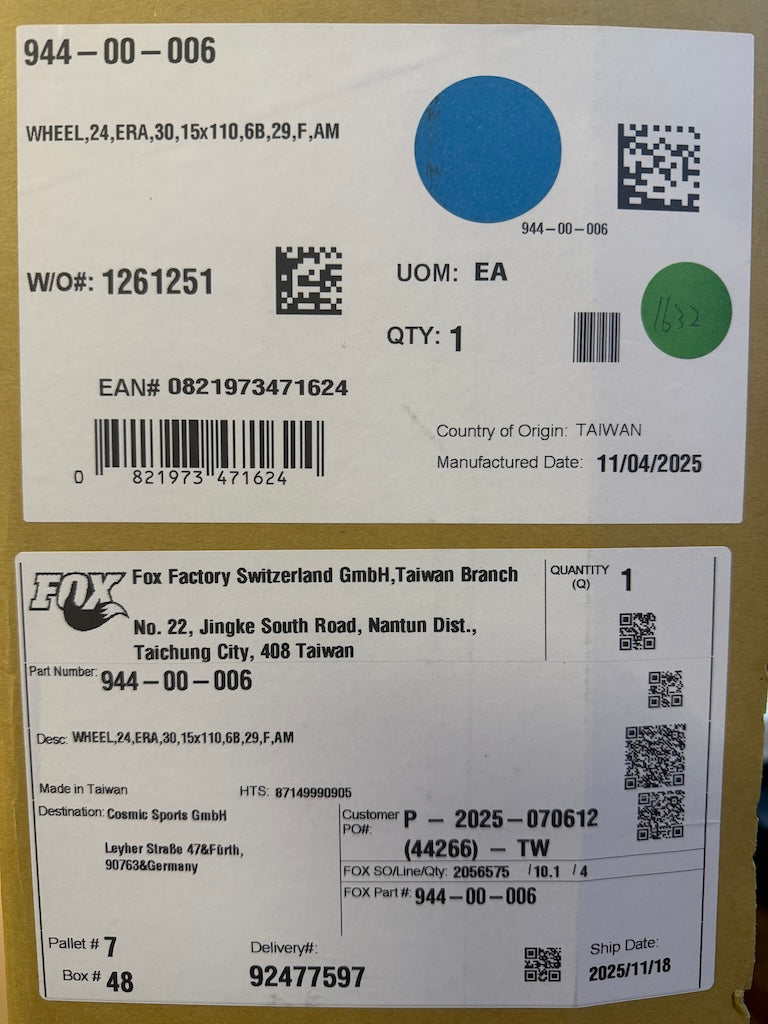 944-00-006
WHEEL,24,ERA,30,15x110,6B,29,F,AM
944-00-006
W/O#: 1261251
UOM: EA
QTY: 1
1632
EAN# 0821973471624
0 821973 471624
Country of Origin: TAIWAN
Manufactured Date: 11/04/2025
FOX
Fox Factory Switzerland GmbH,Taiwan Branch
No. 22, Jingke South Road, Nantun Dist.,
Taichung City, 408 Taiwan
QUANTITY
(Q)
1
Part Number: 944-00-006
Desc: WHEEL,24,ERA,30,15x110,6B,29,F,AM
Made in Taiwan
HTS: 87149990905
Destination: Cosmic Sports GmbH
Leyher Straße 47&Fürth,
90763&Germany
Customer P - 2025-070612
PO#: (44266) - TW
FOX SO/Line/Qty: 2056575 /10.1 / 4
FOX Part #: 944-00-006
Pallet # 7
Box # 48
Delivery#:
92477597
Ship Date:
2025/11/18